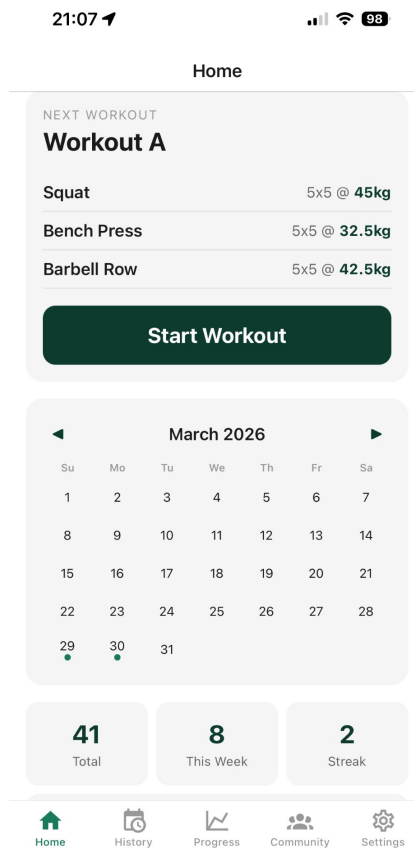 21:07
98
Home
NEXT WORKOUT
Workout A
Squat 5x5 @ 45kg
Bench Press 5x5 @ 32.5kg
Barbell Row 5x5 @ 42.5kg
Start Workout
March 2026
Su Mo Tu We Th Fr Sa
1 2 3 4 5 6 7
8 9 10 11 12 13 14
15 16 17 18 19 20 21
22 23 24 25 26 27 28
29 30 31
41 8 2
Total This Week Streak
Home History Progress Community Settings